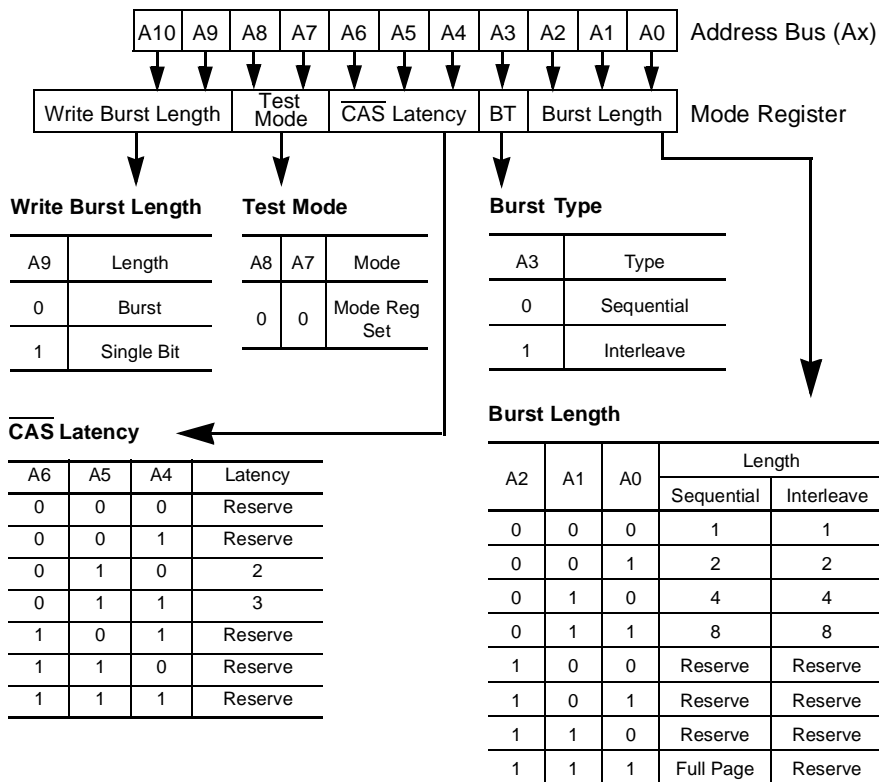 A10 A9 A8 A7 A6 A5 A4 A3 A2 A1 A0 Address Bus (Ax)
Write Burst Length Test Mode CAS Latency BT Burst Length Mode Register
Write Burst Length
A9 Length
0 Burst
1 Single Bit
Test Mode
A8 A7 Mode
0 0 Mode Reg Set
Burst Type
A3 Type
0 Sequential
1 Interleave
CAS Latency
A6 A5 A4 Latency
0 0 0 Reserve
0 0 1 Reserve
0 1 0 2
0 1 1 3
1 0 1 Reserve
1 1 0 Reserve
1 1 1 Reserve
Burst Length
A2 A1 A0 Length
Sequential Interleave
0 0 0 1 1
0 0 1 2 2
0 1 0 4 4
0 1 1 8 8
1 0 0 Reserve Reserve
1 0 1 Reserve Reserve
1 1 0 Reserve Reserve
1 1 1 Full Page Reserve